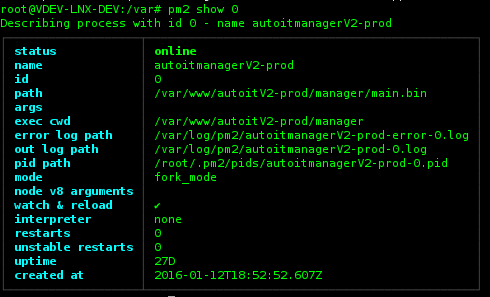 root@VDEV-LNX-DEV:/var# pm2 show 0
Describing process with id 0 - name autoitmanagerV2-prod
status online
name autoitmanagerV2-prod
id 0
path /var/www/autoitV2-prod/manager/main.bin
args
exec cwd /var/www/autoitV2-prod/manager
error log path /var/log/pm2/autoitmanagerV2-prod-error-0.log
out log path /var/log/pm2/autoitmanagerV2-prod-0.log
pid path /root/.pm2/pids/autoitmanagerV2-prod-0.pid
mode fork_mode
node v8 arguments
watch & reload ✔
interpreter none
restarts 0
unstable restarts 0
uptime 27D
created at 2016-01-12T18:52:52.607Z